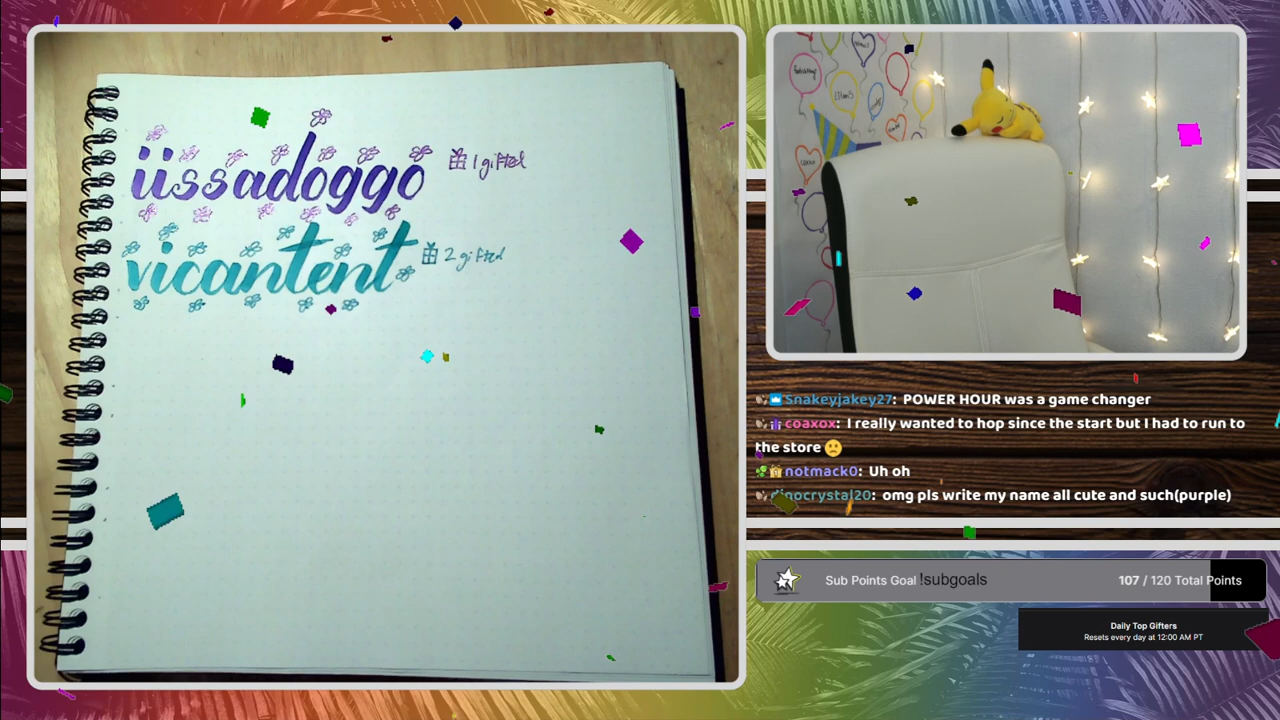 iissadoggo 1 gifted
vicantent 2 gifted
Snakeyjakey27: POWER HOUR was a game changer
coaxox: I really wanted to hop since the start but I had to run to
the store
notmack0: Uh oh
dinocrystal20: omg pls write my name all cute and such(purple)
Sub Points Goal !subgoals 107 / 120 Total Points
Daily Top Gifters
Resets every day at 12:00 AM PT